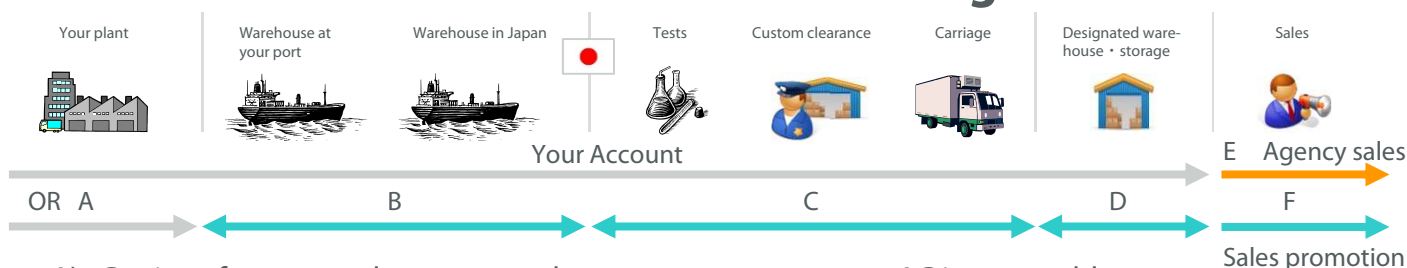 Your plant
Warehouse at
your port
Warehouse in Japan
Tests
Custom clearance
Carriage
Designated ware-
house・storage
Sales
Your Account
E Agency sales
OR A
B
C
D
F
Sales promotion